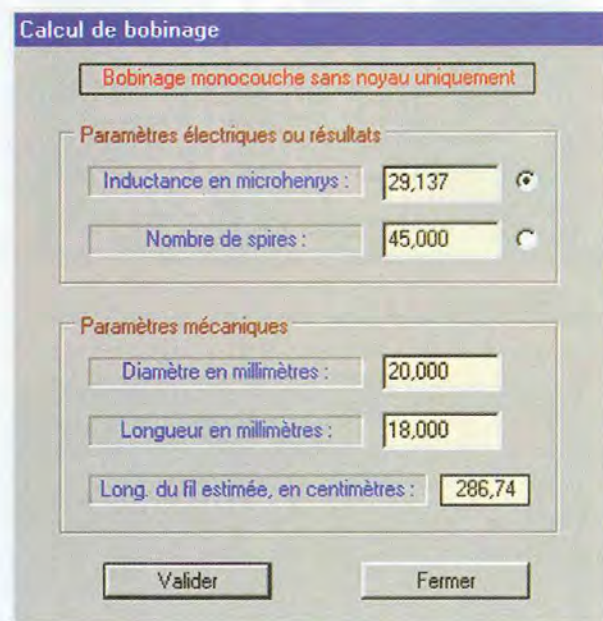 Calcul de bobinage
Bobinage monocouche sans noyau uniquement
Paramètres électriques ou résultats
Inductance en microhenrys : 29,137
Nombre de spires : 45,000
Paramètres mécaniques
Diamètre en millimètres : 20,000
Longueur en millimètres : 18,000
Long. du fil estimée, en centimètres : 286,74
Valider Fermer